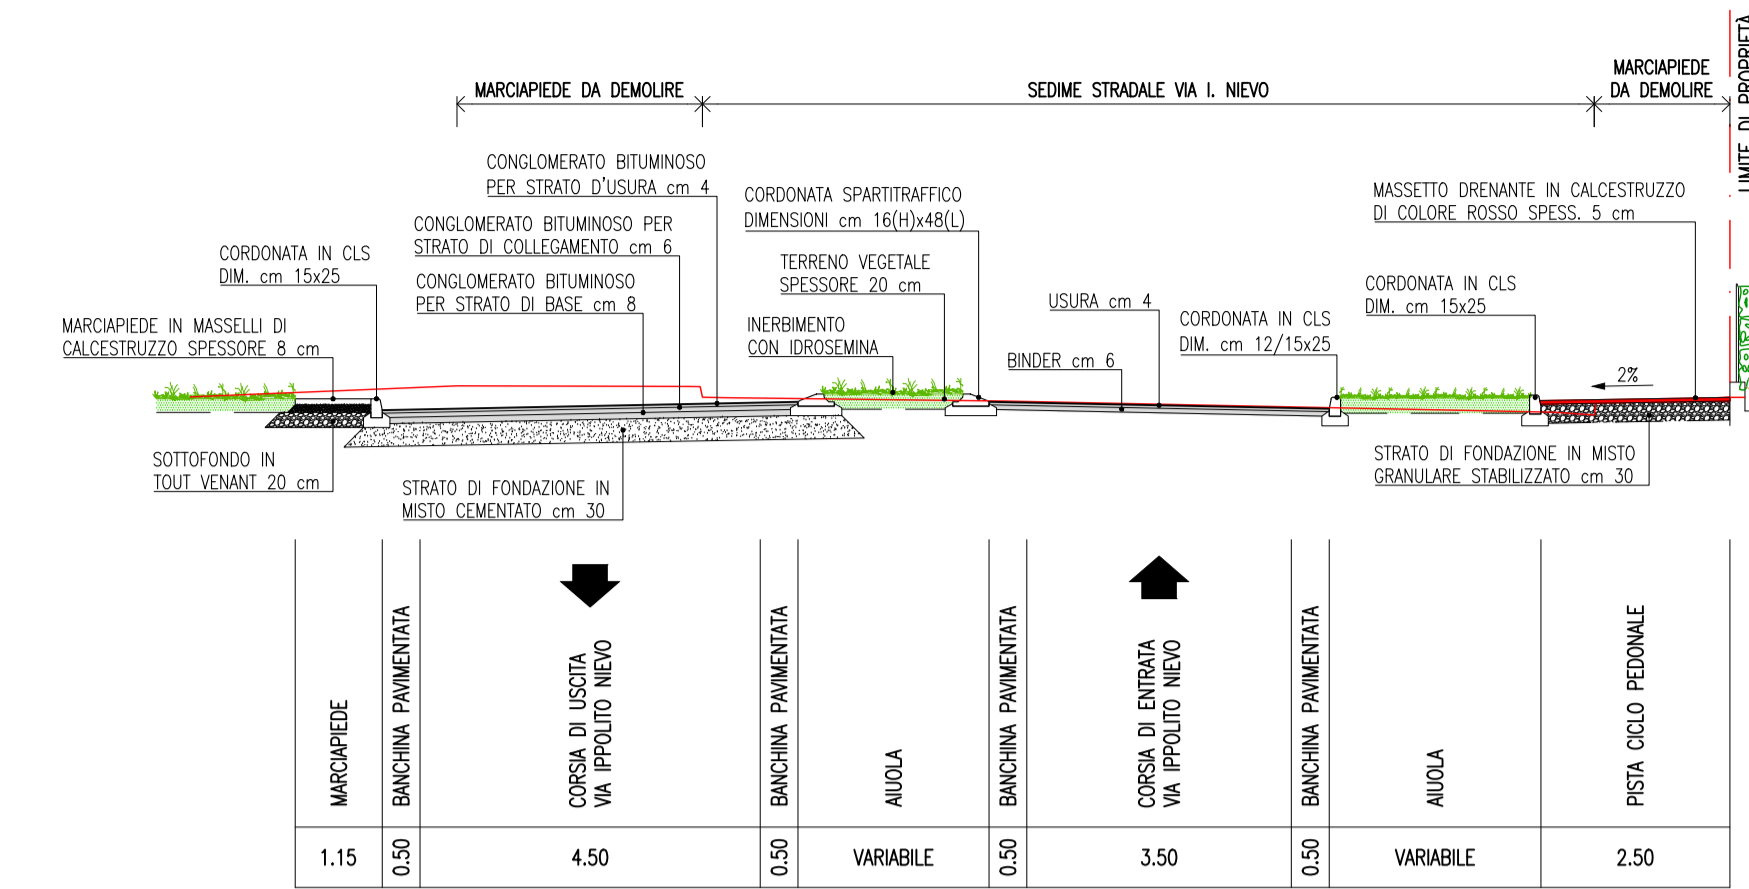 MARCIAPIEDE DA DEMOLIRE
SEDIME STRADALE VIA I. NIEVO
MARCIAPIEDE
DA DEMOLIRE
LIMITE DI PROPRIETÀ
CONGLOMERATO BITUMINOSO
PER STRATO D'USURA cm 4
CONGLOMERATO BITUMINOSO PER
STRATO DI COLLEGAMENTO cm 6
CONGLOMERATO BITUMINOSO
PER STRATO DI BASE cm 8
CORDONATA IN CLS
DIM. cm 15x25
MARCIAPIEDE IN MASSELLI DI
CALCESTRUZZO SPESSORE 8 cm
CORDONATA SPARTITRAFFICO
DIMENSIONI cm 16(H)x48(L)
TERRENO VEGETALE
SPESSORE 20 cm
INERBIMENTO
CON IDROSEMINA
USURA cm 4
BINDER cm 6
CORDONATA IN CLS
DIM. cm 12/15x25
MASSETTO DRENANTE IN CALCESTRUZZO
DI COLORE ROSSO SPESS. 5 cm
CORDONATA IN CLS
DIM. cm 15x25
2%
SOTTOFONDO IN
TOUT VENANT 20 cm
STRATO DI FONDAZIONE IN
MISTO CEMENTATO cm 30
STRATO DI FONDAZIONE IN MISTO
GRANULARE STABILIZZATO cm 30
MARCIAPIEDE
BANCHINA PAVIMENTATA
CORSIA DI USCITA
VIA IPPOLITO NIEVO
BANCHINA PAVIMENTATA
AIUOLA
BANCHINA PAVIMENTATA
CORSIA DI ENTRATA
VIA IPPOLITO NIEVO
BANCHINA PAVIMENTATA
AIUOLA
PISTA CICLO PEDONALE
1.15
0.50
4.50
0.50
VARIABILE
0.50
3.50
0.50
VARIABILE
2.50